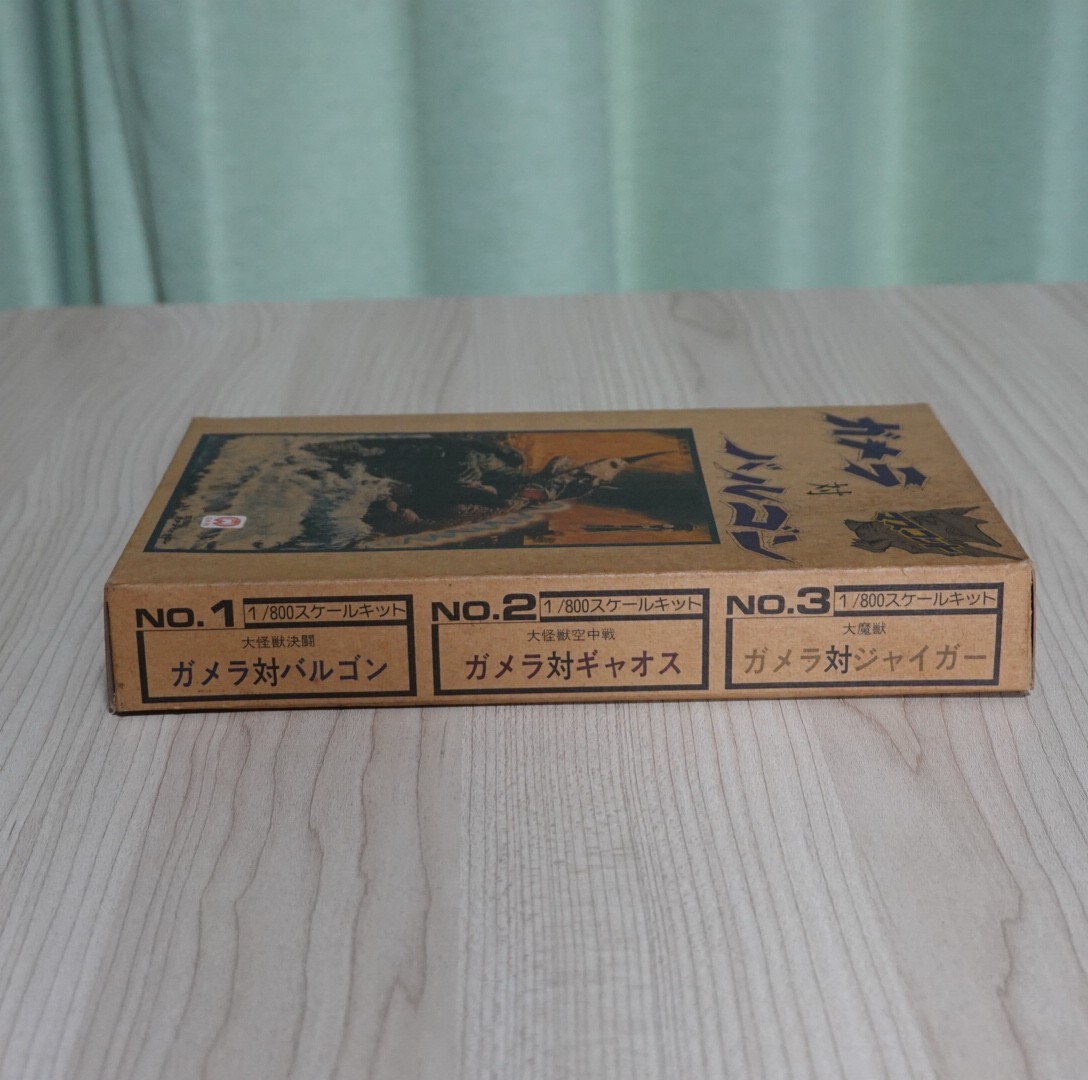 ガメラ
対
バルゴン
NO.1
1/800スケールキット
大怪獣決闘
ガメラ対バルゴン
NO.2
1/800スケールキット
大怪獣空中戦
ガメラ対ギャオス
NO.3
1/800スケールキット
大魔獣
ガメラ対ジャイガー